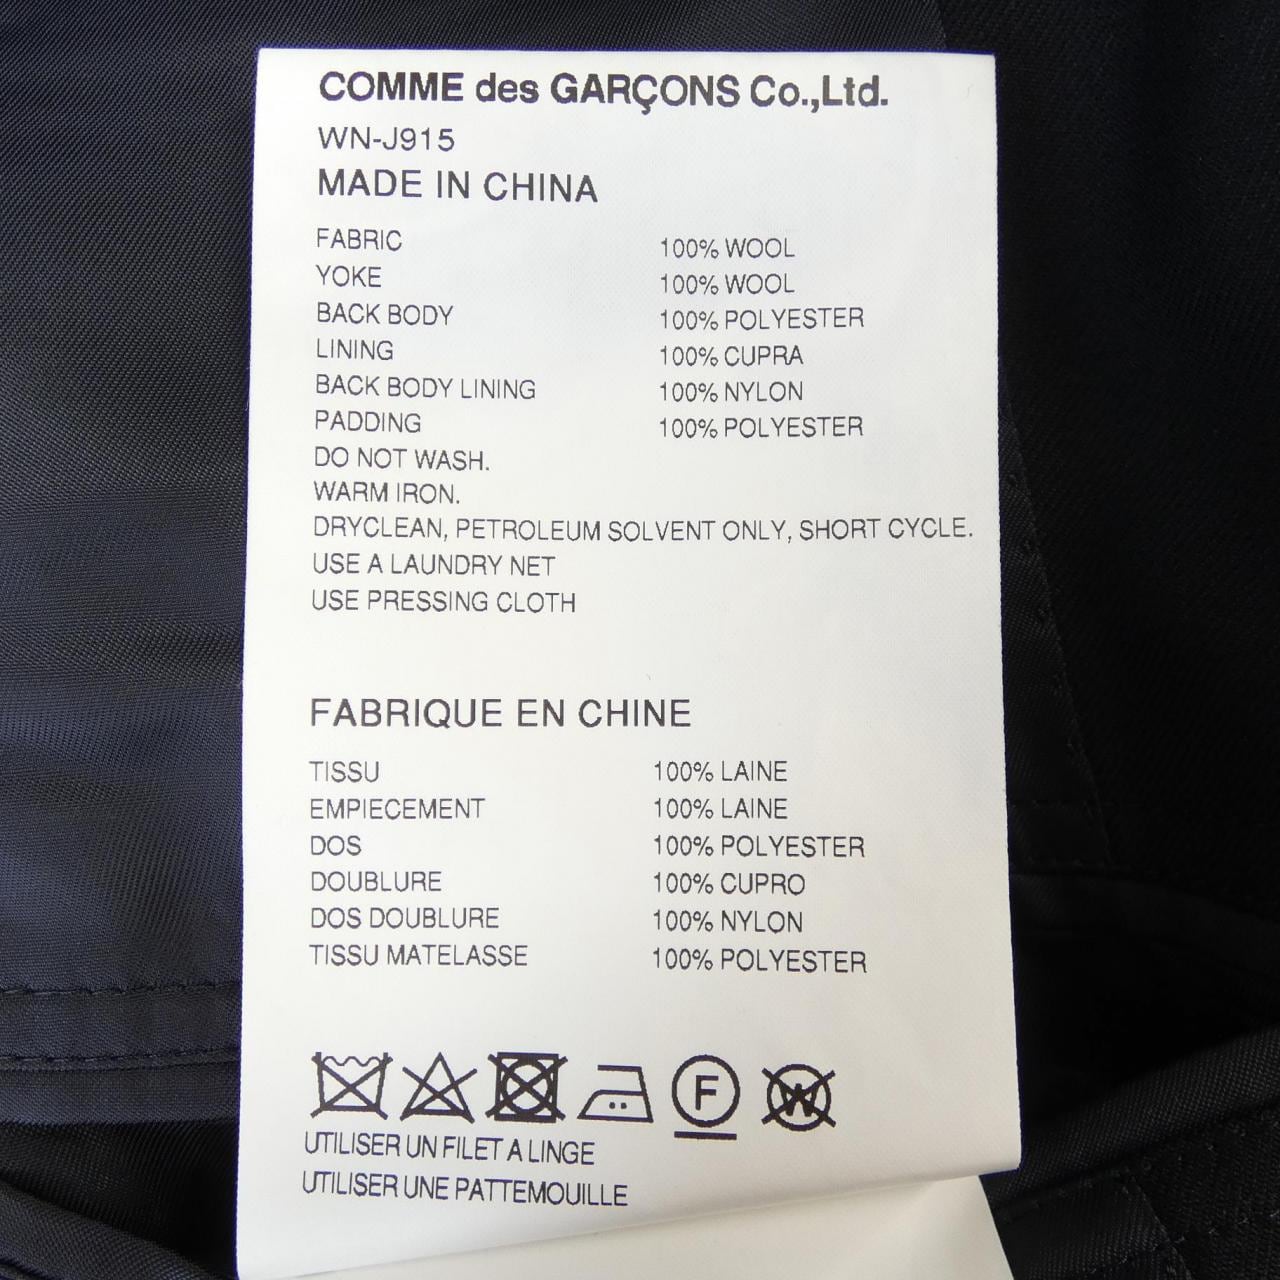 COMME des GARÇONS Co.,Ltd.
WN-J915
MADE IN CHINA
FABRIC 100% WOOL
YOKE 100% WOOL
BACK BODY 100% POLYESTER
LINING 100% CUPRA
BACK BODY LINING 100% NYLON
PADDING 100% POLYESTER
DO NOT WASH.
WARM IRON.
DRYCLEAN, PETROLEUM SOLVENT ONLY, SHORT CYCLE.
USE A LAUNDRY NET
USE PRESSING CLOTH
FABRIQUE EN CHINE
TISSU 100% LAINE
EMPIECEMENT 100% LAINE
DOS 100% POLYESTER
DOUBLURE 100% CUPRO
DOS DOUBLURE 100% NYLON
TISSU MATELASSE 100% POLYESTER
F W
UTILISER UN FILET A LINGE
UTILISER UNE PATTEMOUILLE